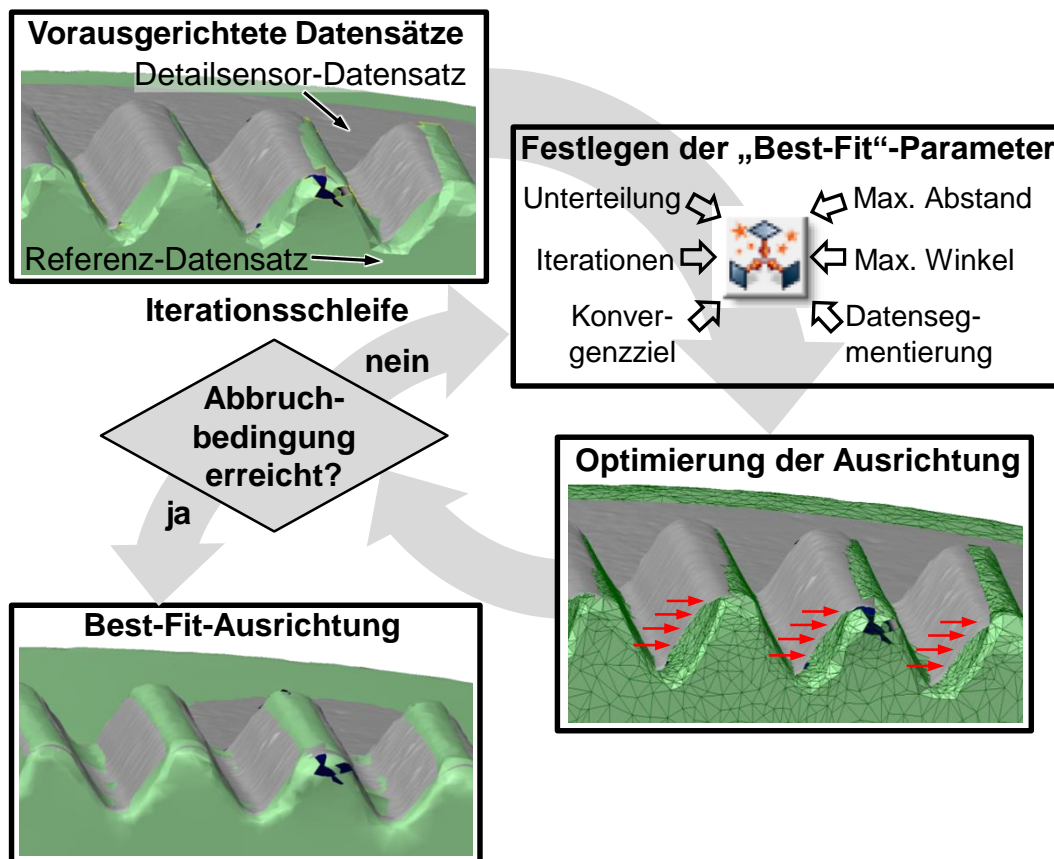 Vorausgerichtete Datensätze
Detailsensor-Datensatz
Referenz-Datensatz
Festlegen der „Best-Fit“-Parameter
Unterteilung
Max. Abstand
Iterationen
Max. Winkel
Konver-
genzziel
Datenseg-
mentierung
Iterationsschleife
nein
Abbruch-
bedingung
erreicht?
ja
Optimierung der Ausrichtung
Best-Fit-Ausrichtung